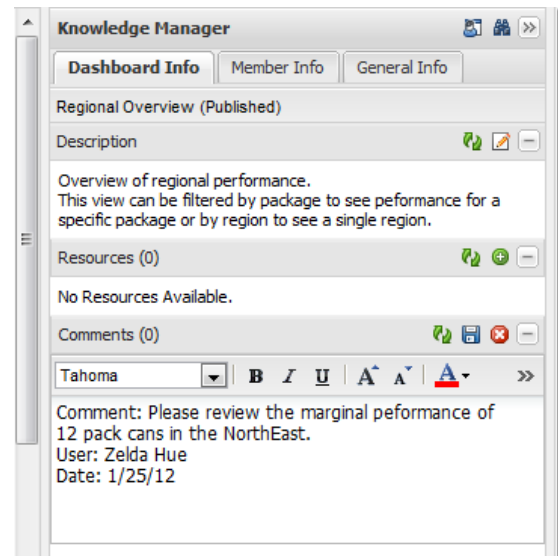 Knowledge Manager
Dashboard Info Member Info General Info
Regional Overview (Published)
Description
Overview of regional performance.
This view can be filtered by package to see peformance for a
specific package or by region to see a single region.
Resources (0)
No Resources Available.
Comments (0)
Tahoma B I U A A A
Comment: Please review the marginal peformance of
12 pack cans in the NorthEast.
User: Zelda Hue
Date: 1/25/12